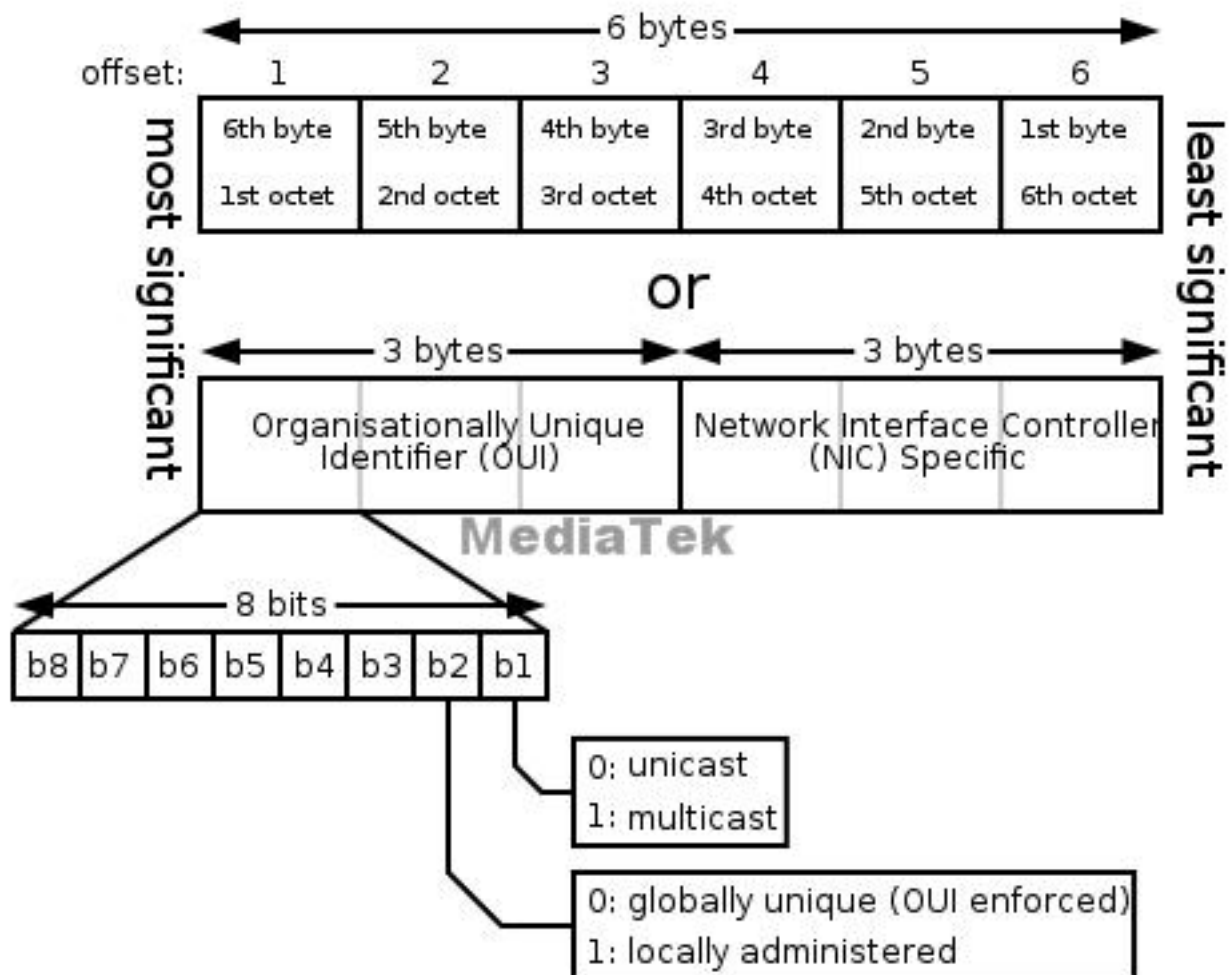 6 bytes
offset: 1 2 3 4 5 6
6th byte 5th byte 4th byte 3rd byte 2nd byte 1st byte
1st octet 2nd octet 3rd octet 4th octet 5th octet 6th octet
most significant
least significant
or
3 bytes 3 bytes
Organisationally Unique
Identifier (OUI)
Network Interface Controller
(NIC) Specific
MediaTek
8 bits
b8 b7 b6 b5 b4 b3 b2 b1
0: unicast
1: multicast
0: globally unique (OUI enforced)
1: locally administered